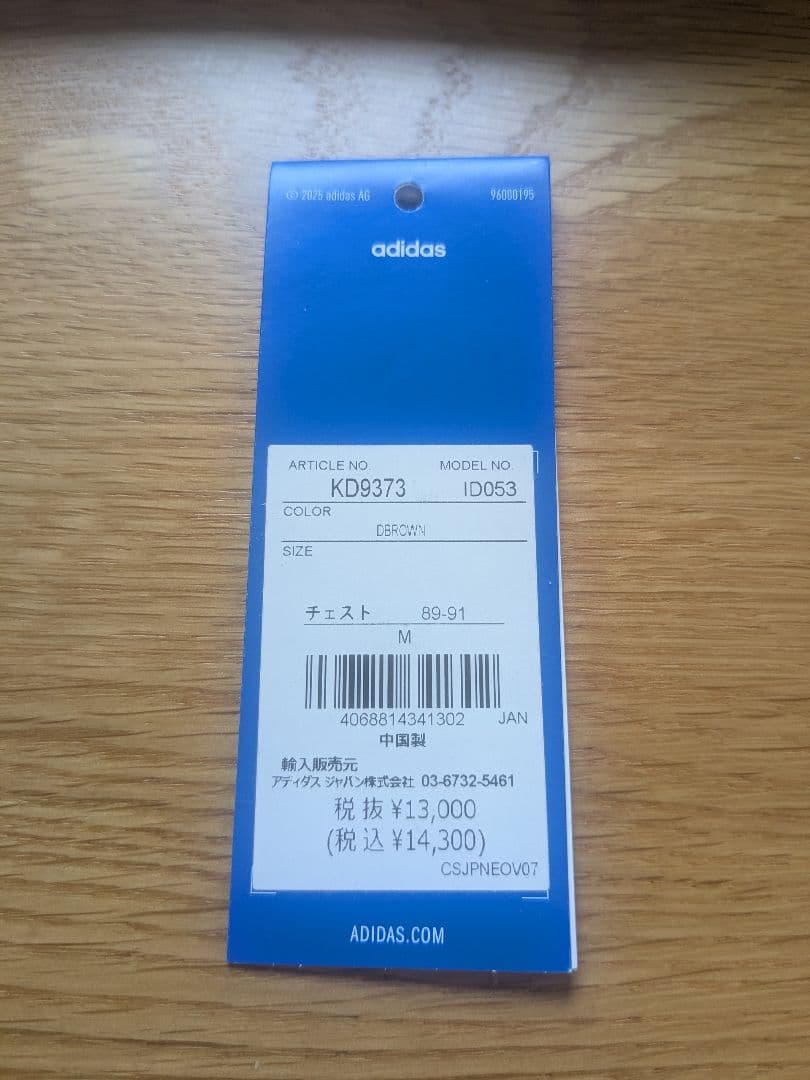 © 2025 adidas AG 96000195
adidas
ARTICLE NO. MODEL NO.
KD9373 ID053
COLOR
DBROWN
SIZE
チェスト 89-91
M
4068814341302 JAN
中国製
輸入販売元
アディダス ジャパン株式会社 03-6732-5461
税抜 ¥13,000
(税込 ¥14,300)
CSJPNEOV07
ADIDAS.COM